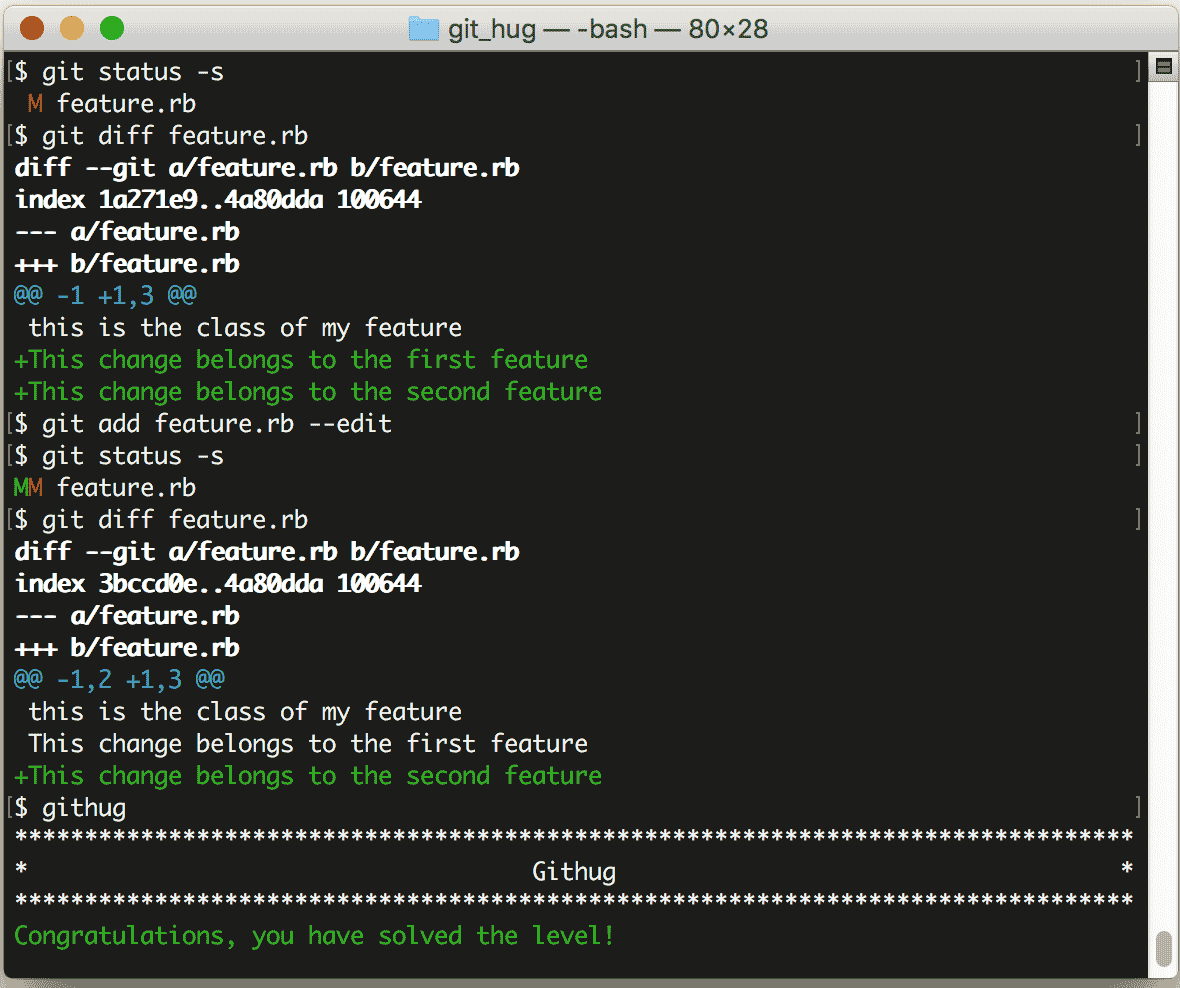 git_hug — -bash — 80×28
[$ git status -s ]
 M feature.rb
[$ git diff feature.rb ]
diff --git a/feature.rb b/feature.rb
index 1a271e9..4a80dda 100644
--- a/feature.rb
+++ b/feature.rb
@@ -1 +1,3 @@
 this is the class of my feature
+This change belongs to the first feature
+This change belongs to the second feature
[$ git add feature.rb --edit ]
[$ git status -s ]
MM feature.rb
[$ git diff feature.rb ]
diff --git a/feature.rb b/feature.rb
index 3bccd0e..4a80dda 100644
--- a/feature.rb
+++ b/feature.rb
@@ -1,2 +1,3 @@
 this is the class of my feature
 This change belongs to the first feature
+This change belongs to the second feature
[$ githug ]
********************************************************************************
*                                    Githug                                    *
********************************************************************************
Congratulations, you have solved the level!